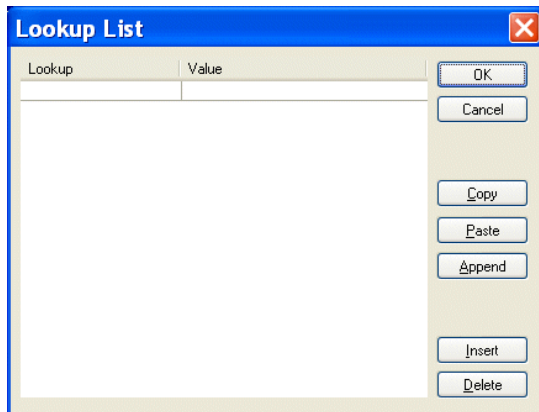 Lookup List
Lookup Value
OK
Cancel
Copy
Paste
Append
Insert
Delete